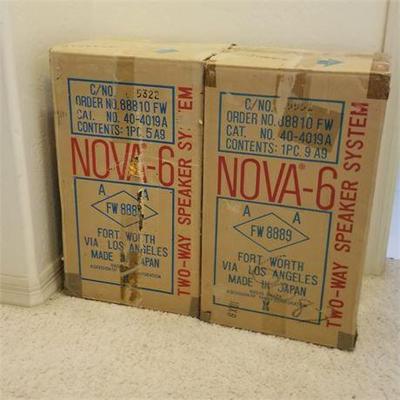 C/NO. 5322
ORDER NO. 88810 FW
CAT. NO. 40-4019A
CONTENTS: 1PC. 5A9
NOVA®-6
A A
FW 8889
FORT WORTH
VIA LOS ANGELES
MADE IN JAPAN
TWO-WAY SPEAKER SYSTEM
C/NO.
ORDER NO. 88810 FW
CAT. NO. 40-4019A
CONTENTS: 1PC. 9A9
NOVA®-6
A A
FW 8889
FORT WORTH
VIA LOS ANGELES
MADE IN JAPAN
TWO-WAY SPEAKER SYSTEM